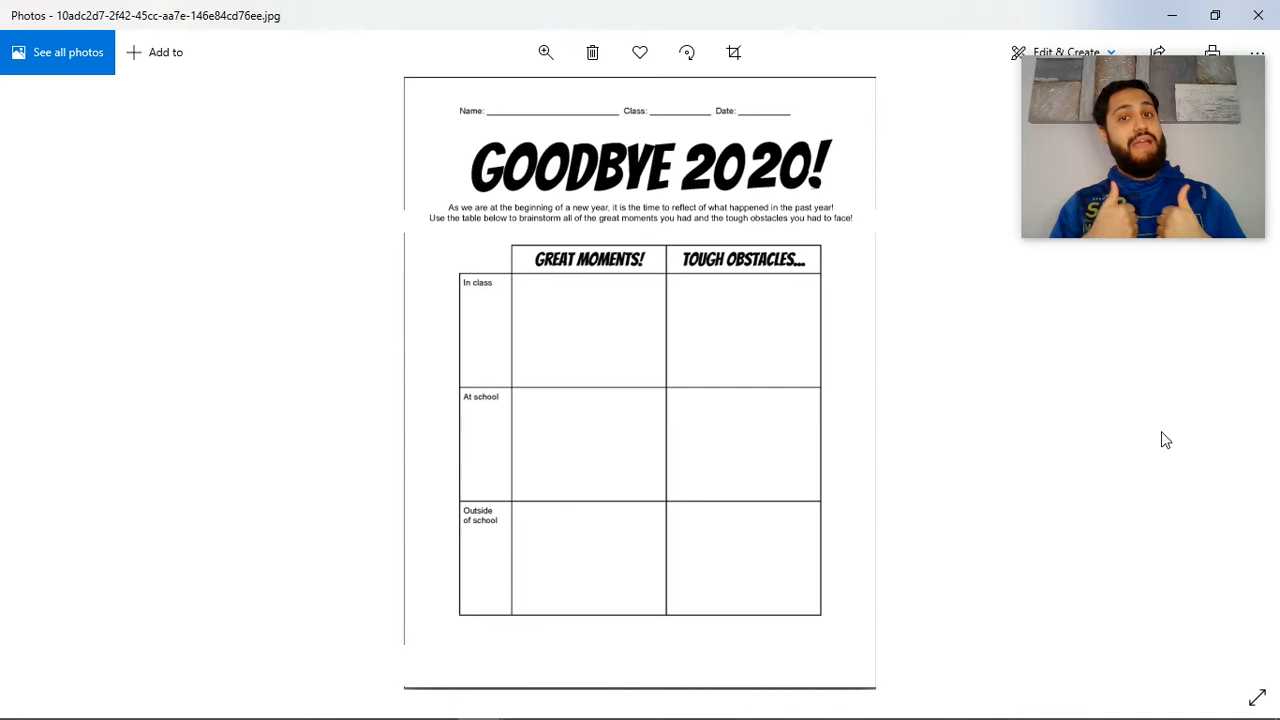 Photos - 10adc2d7-2f42-45cc-aa7e-146e84cd76ee.jpg
See all photos
Add to
Edit & Create
Name: Class: Date:
GOODBYE 2020!
As we are at the beginning of a new year, it is the time to reflect of what happened in the past year!
Use the table below to brainstorm all of the great moments you had and the tough obstacles you had to face!
GREAT MOMENTS!
TOUGH OBSTACLES...
In class
At school
Outside
of school